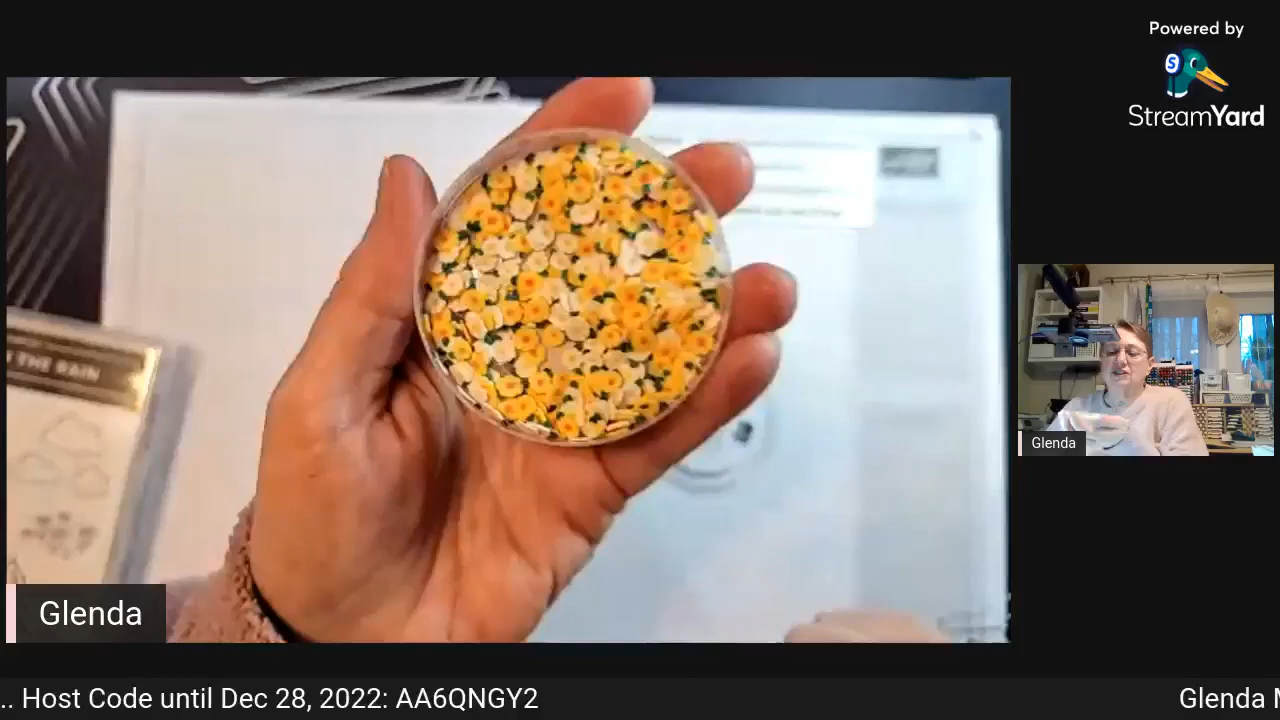 Powered by
StreamYard
THE RAIN
Glenda
Glenda
.. Host Code until Dec 28, 2022: AA6QNGY2
Glenda